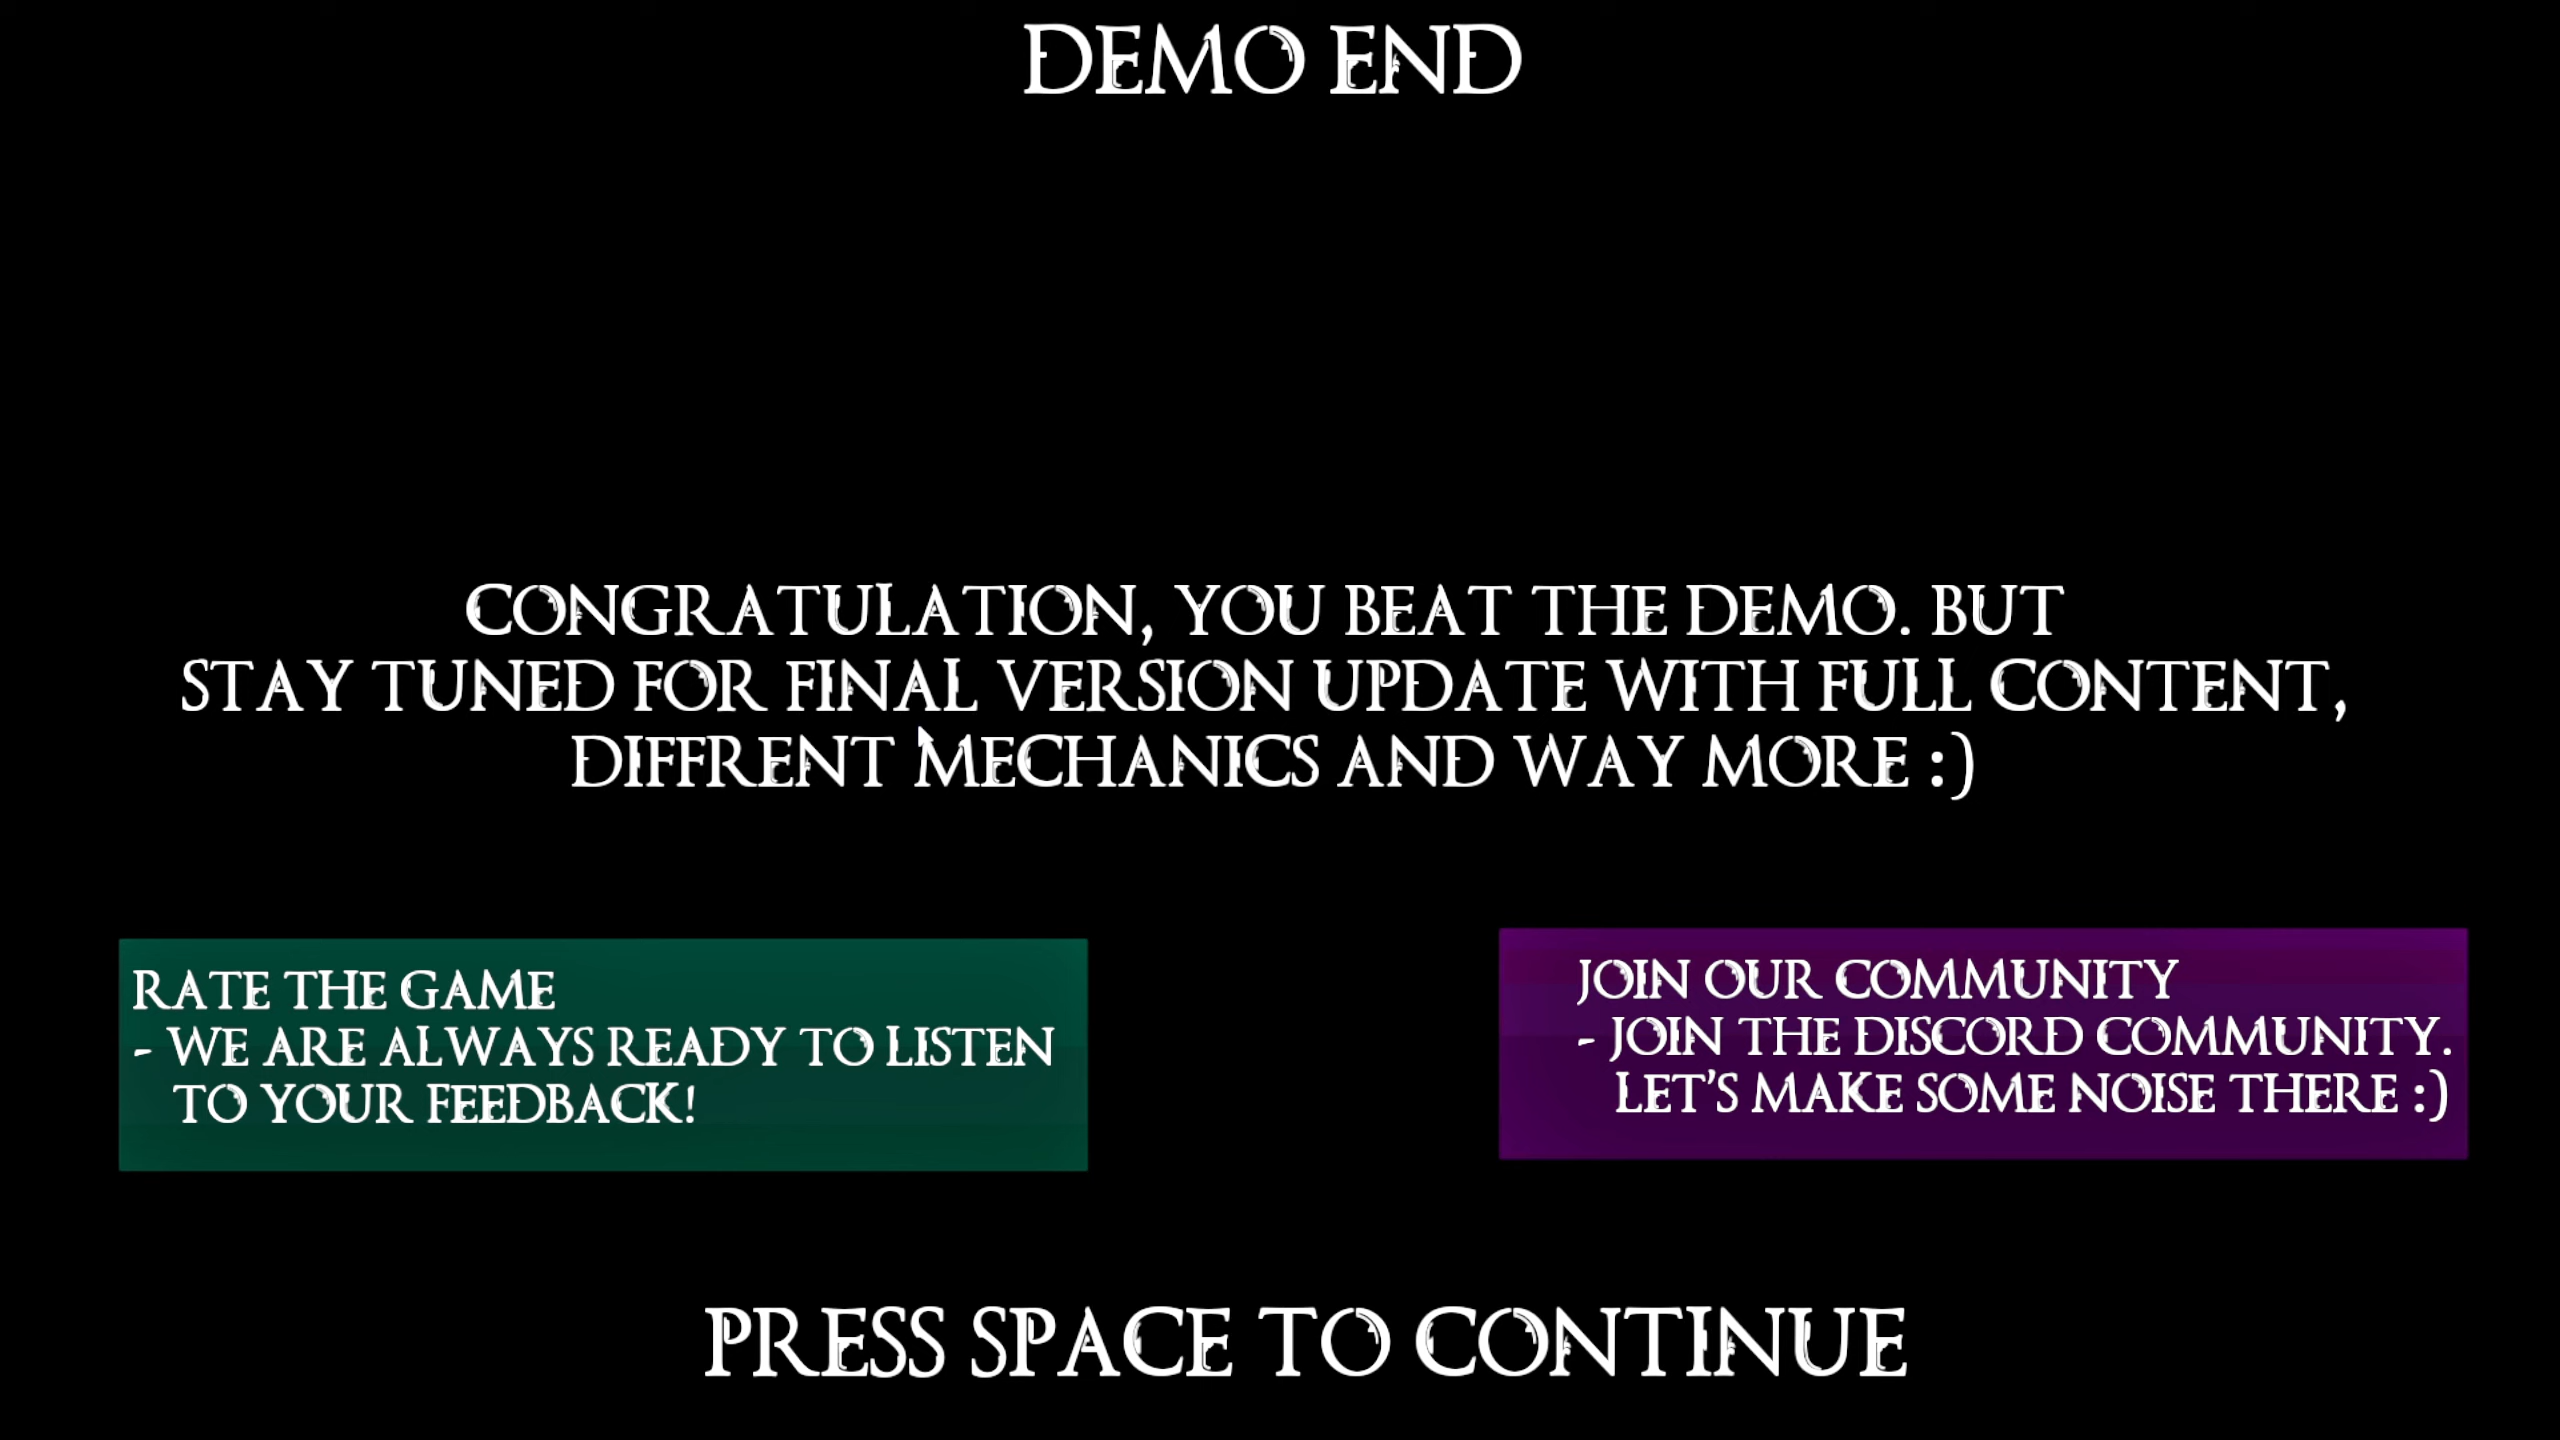 DEMO END
CONGRATULATION, YOU BEAT THE DEMO. BUT
STAY TUNED FOR FINAL VERSION UPDATE WITH FULL CONTENT,
DIFFRENT MECHANICS AND WAY MORE :)
RATE THE GAME
- WE ARE ALWAYS READY TO LISTEN
TO YOUR FEEDBACK!
JOIN OUR COMMUNITY
- JOIN THE DISCORD COMMUNITY.
LET'S MAKE SOME NOISE THERE :)
PRESS SPACE TO CONTINUE